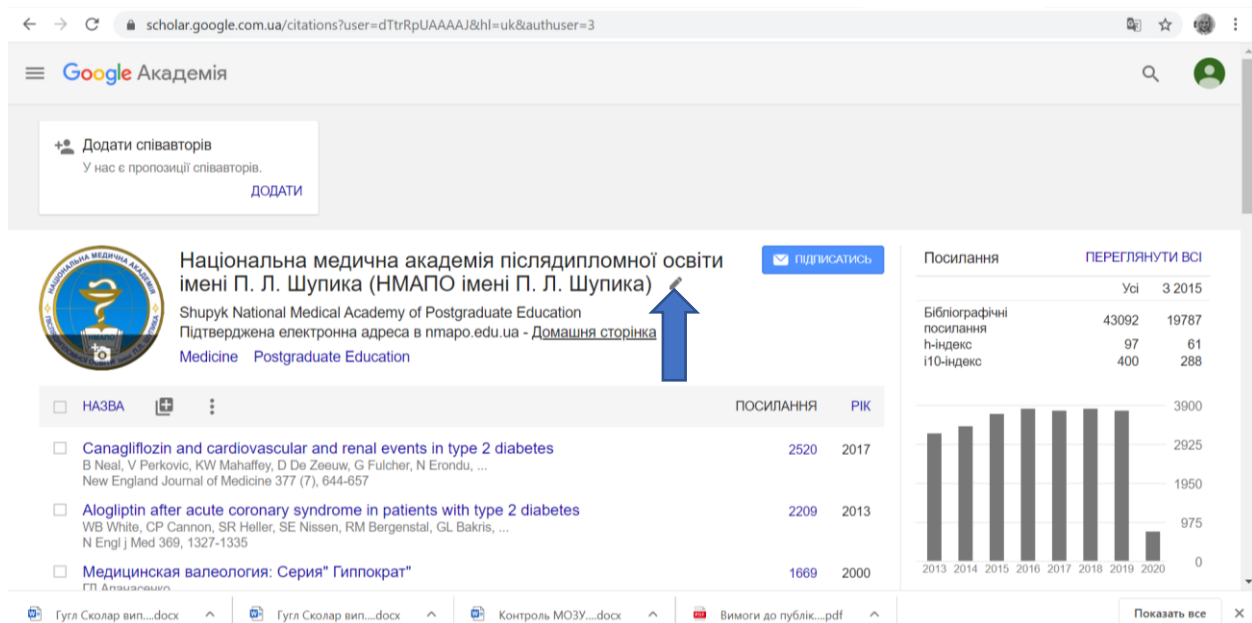 scholar.google.com.ua/citations?user=dTtrRpUAAAAJ&hl=uk&authuser=3
Google Академія
Додати співавторів
У нас є пропозиції співавторів.
ДОДАТИ
НАЦІОНАЛЬНА МЕДИЧНА АКАДЕМІЯ
НМАПО
Національна медична академія післядипломної освіти
імені П. Л. Шупика (НМАПО імені П. Л. Шупика)
Shupyk National Medical Academy of Postgraduate Education
Підтверджена електронна адреса в nmapo.edu.ua - Домашня сторінка
Medicine Postgraduate Education
ПІДПИСАТИСЬ
НАЗВА ПОСИЛАННЯ РІК
Canagliflozin and cardiovascular and renal events in type 2 diabetes 2520 2017
B Neal, V Perkovic, KW Mahaffey, D De Zeeuw, G Fulcher, N Erondu, ...
New England Journal of Medicine 377 (7), 644-657
Alogliptin after acute coronary syndrome in patients with type 2 diabetes 2209 2013
WB White, CP Cannon, SR Heller, SE Nissen, RM Bergenstal, GL Bakris, ...
N Engl j Med 369, 1327-1335
Медицинская валеология: Серия" Гиппократ" 1669 2000
ГЛ Апанасенко
Посилання ПЕРЕГЛЯНУТИ ВСІ
Усі З 2015
Бібліографічні
посилання 43092 19787
h-індекс 97 61
i10-індекс 400 288
3900
2925
1950
975
0
2013 2014 2015 2016 2017 2018 2019 2020
Гугл Сколар вип....docx
Гугл Сколар вип....docx
Контроль МОЗУ....docx
Вимоги до публік....pdf
Показать все